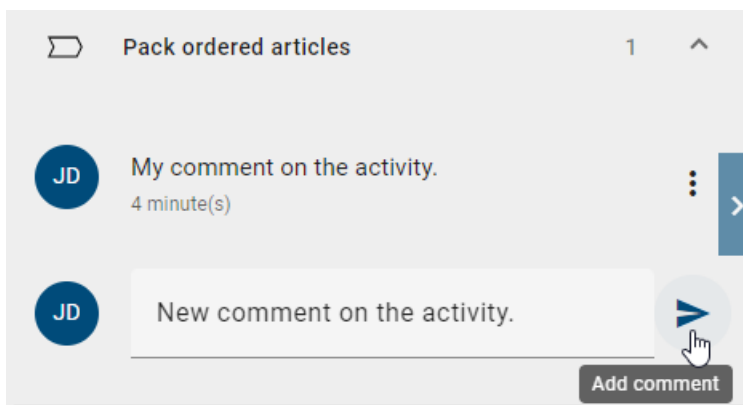 Pack ordered articles 1
JD My comment on the activity.
4 minute(s)
JD New comment on the activity.
Add comment